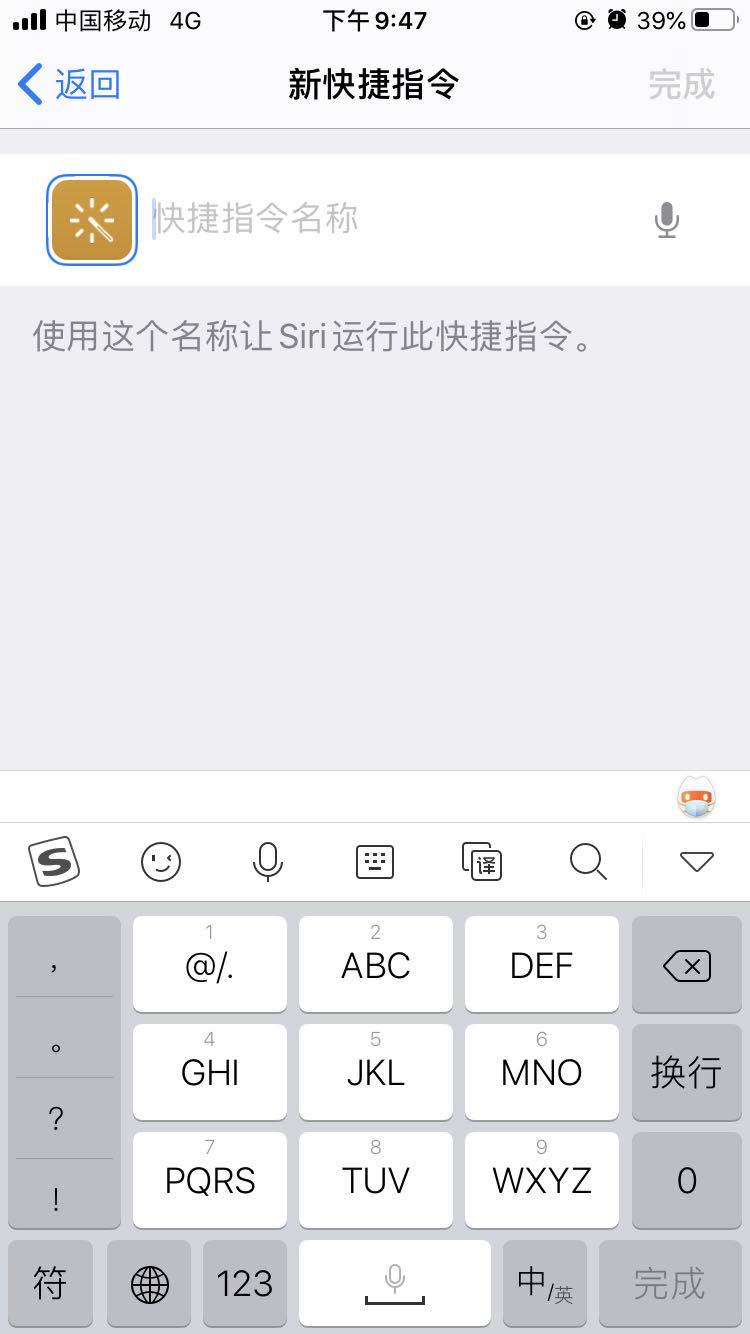 中国移动 4G 下午9:47 39%
返回 新快捷指令 完成
快捷指令名称
使用这个名称让Siri运行此快捷指令。
S 译
, 1 2 3
@/. ABC DEF
。 4 5 6
GHI JKL MNO 换行
? 7 8 9
PQRS TUV WXYZ 0
!
符 123 中/英 完成